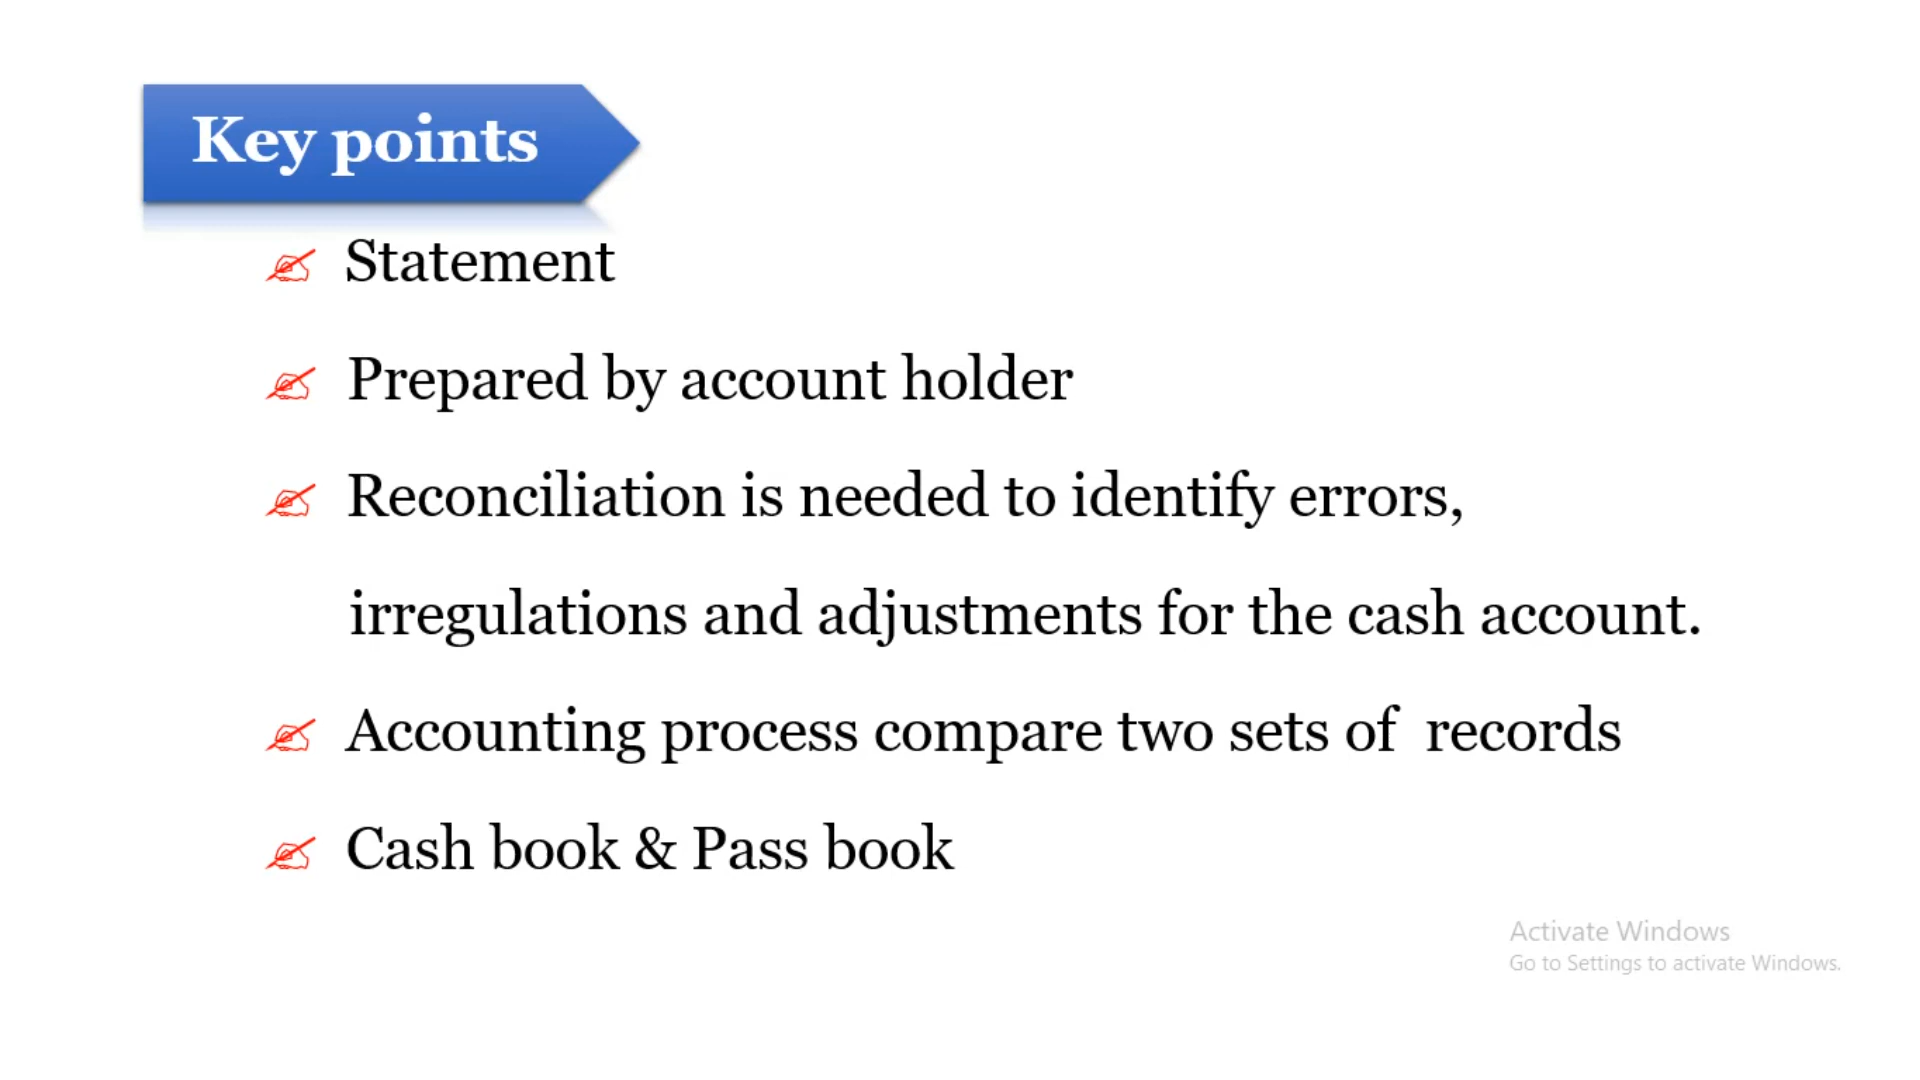 Key points
Statement
Prepared by account holder
Reconciliation is needed to identify errors,
irregulations and adjustments for the cash account.
Accounting process compare two sets of  records
Cash book & Pass book
Activate Windows
Go to Settings to activate Windows.